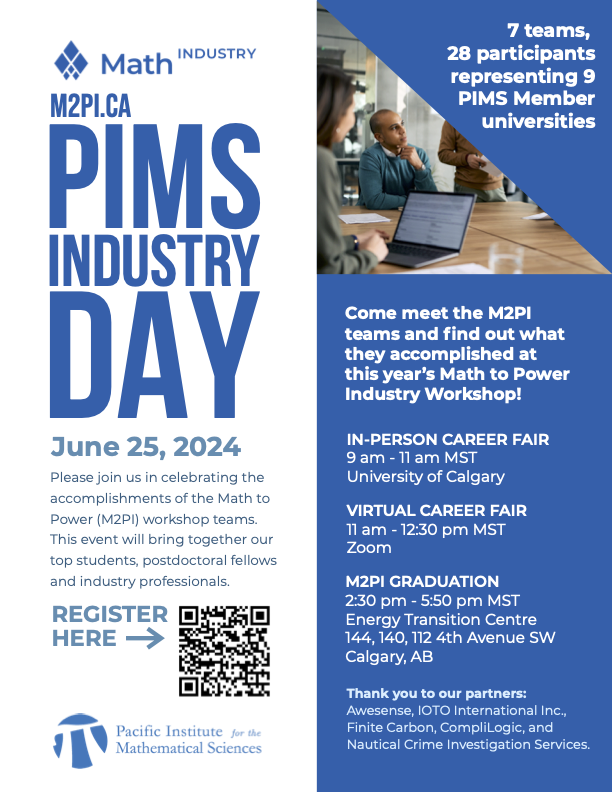 Math INDUSTRY
M2PI.CA
PIMS
INDUSTRY
DAY
June 25, 2024
Please join us in celebrating the
accomplishments of the Math to
Power (M2PI) workshop teams.
This event will bring together our
top students, postdoctoral fellows
and industry professionals.
REGISTER
HERE →
Pacific Institute for the
Mathematical Sciences
7 teams,
28 participants
representing 9
PIMS Member
universities
Come meet the M2PI
teams and find out what
they accomplished at
this year's Math to Power
Industry Workshop!
IN-PERSON CAREER FAIR
9 am - 11 am MST
University of Calgary
VIRTUAL CAREER FAIR
11 am - 12:30 pm MST
Zoom
M2PI GRADUATION
2:30 pm - 5:50 pm MST
Energy Transition Centre
144, 140, 112 4th Avenue SW
Calgary, AB
Thank you to our partners:
Awesense, IOTO International Inc.,
Finite Carbon, CompliLogic, and
Nautical Crime Investigation Services.